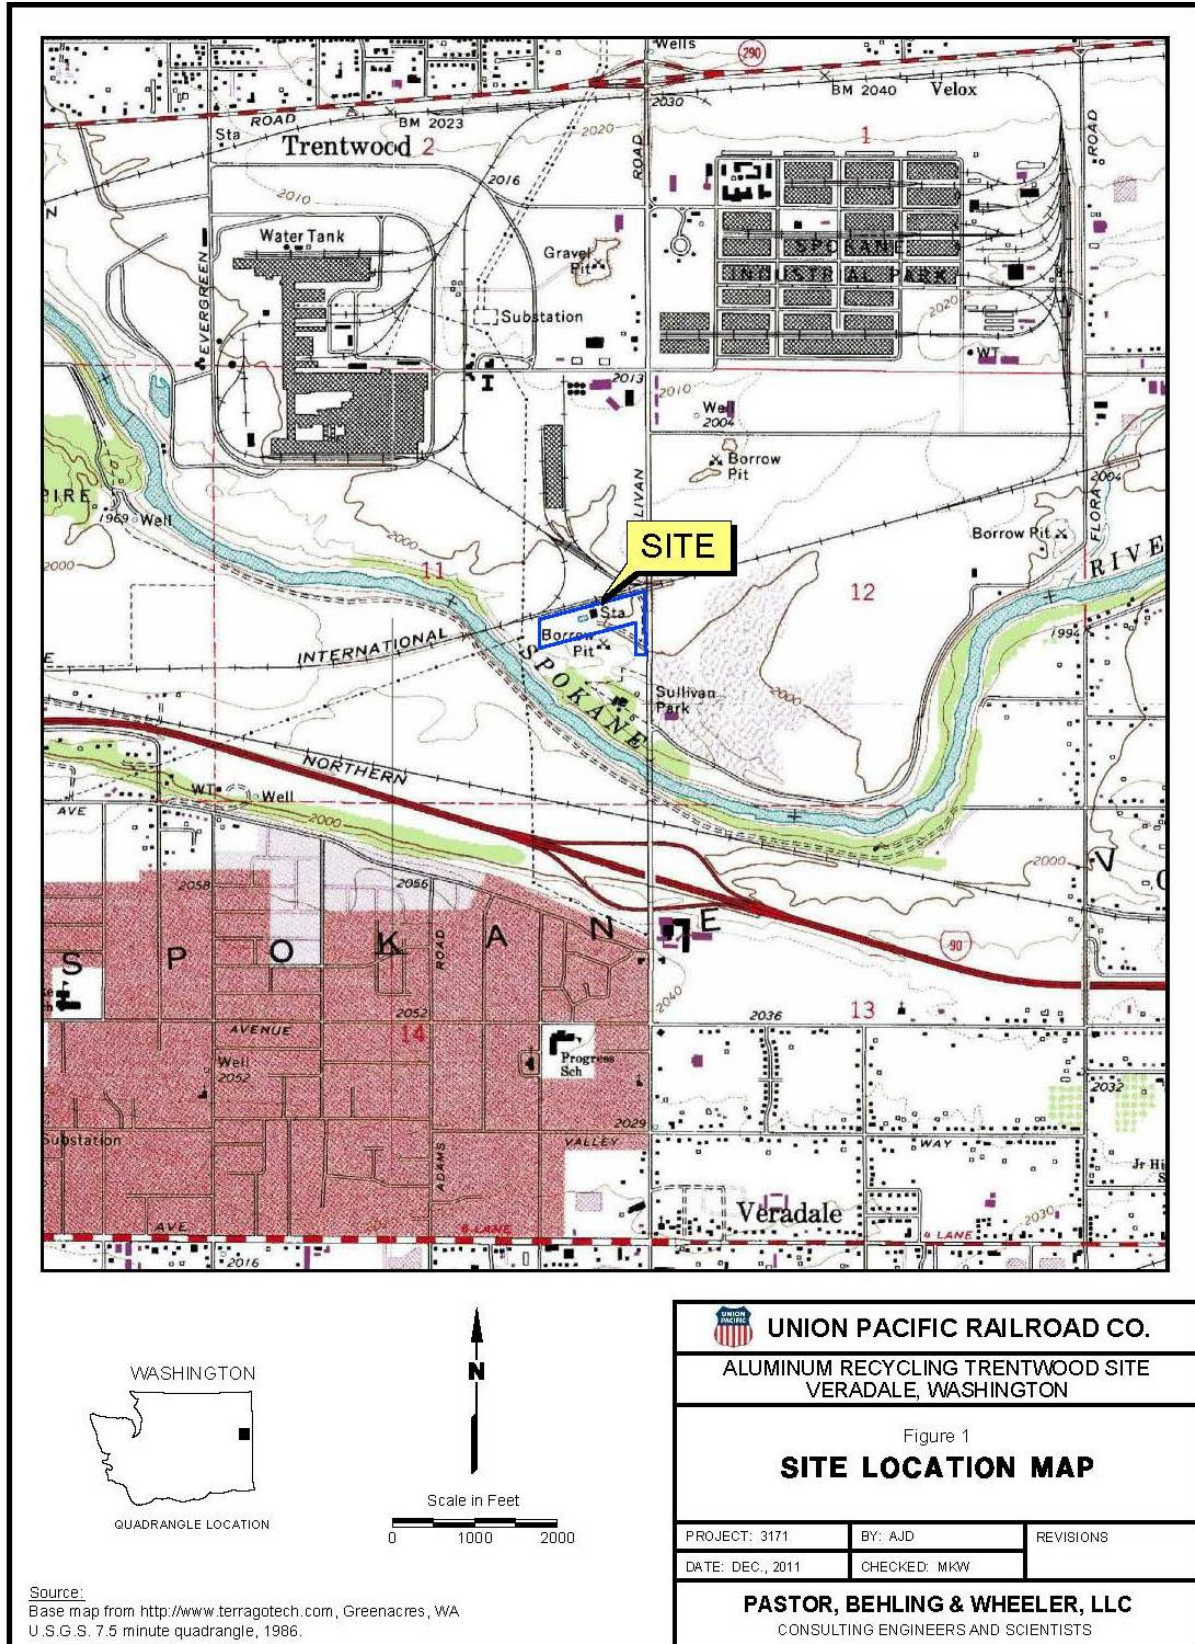 Wells
290
BM 2040
Velox
2030
ROAD
BM 2023
Sta
Trentwood
2
2020
ROAD
1
ROAD
2016
2010
N
Water Tank
Gravel
Pit
SPOKANE
INDUSTRIAL PARK
EVERGREEN
Substation
2020
WT
2013
2010
Well
2004
Borrow
Pit
2004
LIVAN
FLORA
PIRE
1969
Well
Borrow Pit
2000
2000
SITE
RIVE
11
12
Sta
Borrow
Pit
1994
INTERNATIONAL
E
SPOKANE
Sullivan
Park
2000
NORTHERN
WT
Well
AVE
2000
2000
V
2058
2056
S P O K A N E
ROAD
90
2040
2052
2036
13
AVENUE
14
Well
2052
Progress
Sch
2032
2029
Substation
VALLEY
WAY
ADAMS
Jr Hi
S
Veradale
2030
AVE
6 LANE
4 LANE
2016
UNION
PACIFIC
UNION PACIFIC RAILROAD CO.
ALUMINUM RECYCLING TRENTWOOD SITE
VERADALE, WASHINGTON
Figure 1
SITE LOCATION MAP
PROJECT: 3171
BY: AJD
REVISIONS
DATE: DEC., 2011
CHECKED: MKW
PASTOR, BEHLING & WHEELER, LLC
CONSULTING ENGINEERS AND SCIENTISTS
WASHINGTON
QUADRANGLE LOCATION
N
Scale in Feet
0 1000 2000
Source:
Base map from http://www.terragotech.com, Greenacres, WA
U.S.G.S. 7.5 minute quadrangle, 1986.